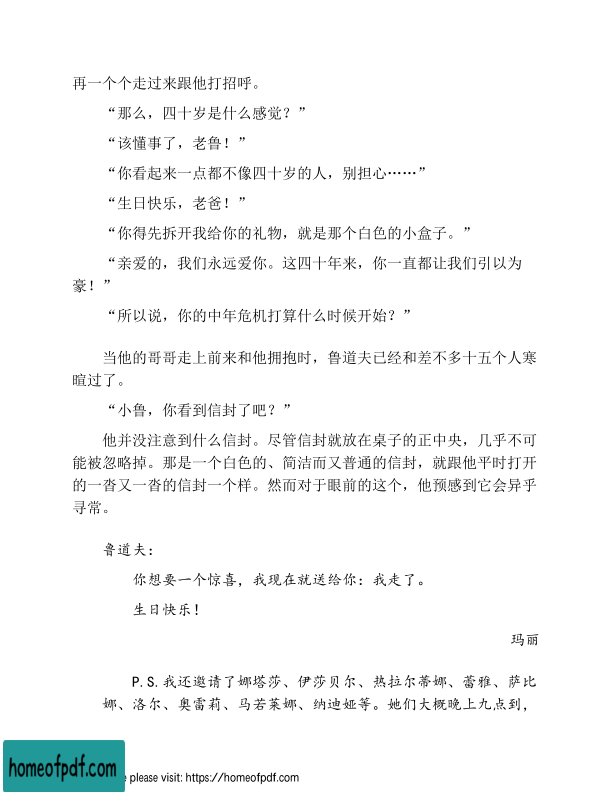 再一个个走过来跟他打招呼。
“那么，四十岁是什么感觉？”
“该懂事了，老鲁！”
“你看起来一点都不像四十岁的人，别担心……”
“生日快乐，老爸！”
“你得先拆开我给你的礼物，就是那个白色的小盒子。”
“亲爱的，我们永远爱你。这四十年来，你一直都让我们引以为
豪！”
“所以说，你的中年危机打算什么时候开始？”
当他的哥哥走上前来和他拥抱时，鲁道夫已经和差不多十五个人寒
暄过了。
“小鲁，你看到信封了吧？”
他并没注意到什么信封。尽管信封就放在桌子的正中央，几乎不可
能被忽略掉。那是一个白色的、简洁而又普通的信封，就跟他平时打开
的一沓又一沓的信封一个样。然而对于眼前的这个，他预感到它会异乎
寻常。
鲁道夫：
你想要一个惊喜，我现在就送给你：我走了。
生日快乐！
玛丽
P. S. 我还邀请了娜塔莎、伊莎贝尔、热拉尔蒂娜、蕾雅、萨比
娜、洛尔、奥雷莉、马若莱娜、纳迪娅等。她们大概晚上九点到，
homeofpdf.com
e please visit: https://homeofpdf.com